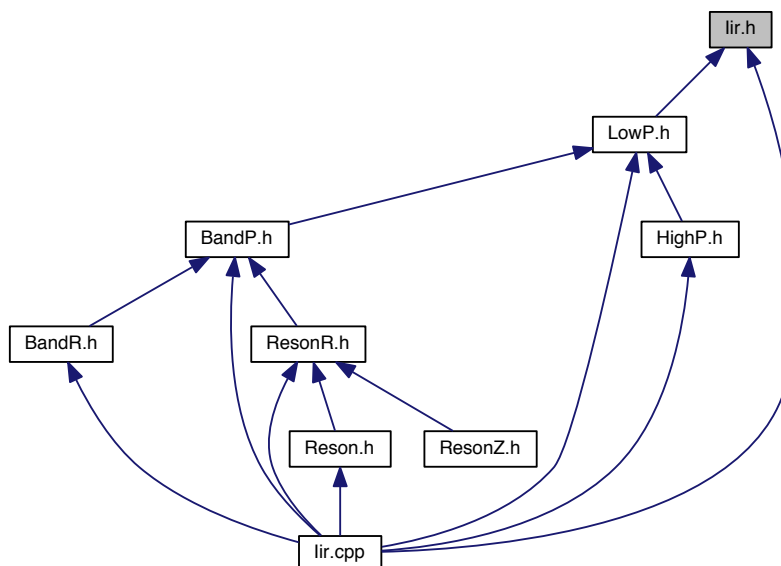 Iir.h
LowP.h
BandP.h
HighP.h
BandR.h
ResonR.h
Reson.h
ResonZ.h
Iir.cpp